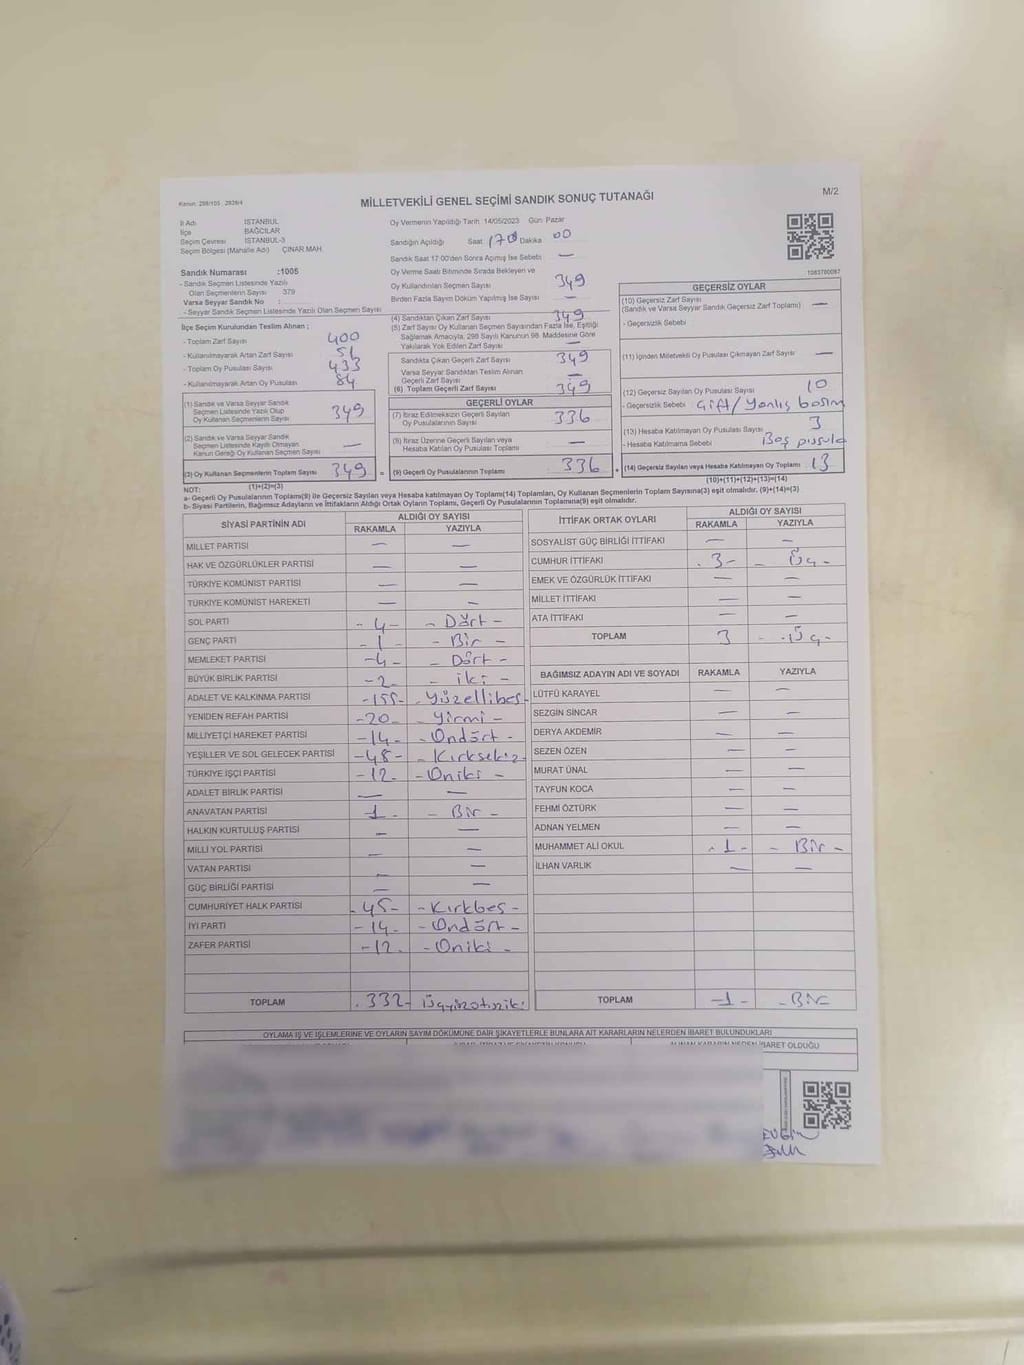 Kanun: 298/105 , 2839/4
MİLLETVEKİLİ GENEL SEÇİMİ SANDIK SONUÇ TUTANAĞI
M/2
İl Adı İSTANBUL
İlçe BAĞCILAR
Seçim Çevresi İSTANBUL-3
Seçim Bölgesi (Mahalle Adı) ÇINAR MAH.
Sandık Numarası :1005
- Sandık Seçmen Listesinde Yazılı
Olan Seçmenlerin Sayısı 379
Varsa Seyyar Sandık No :
- Seyyar Sandık Seçmen Listesinde Yazılı Olan Seçmen Sayısı
İlçe Seçim Kurulundan Teslim Alınan ;
- Toplam Zarf Sayısı 400
- Kullanılmayarak Artan Zarf Sayısı 51
- Toplam Oy Pusulası Sayısı 433
- Kullanılmayarak Artan Oy Pusulası 84
(1) Sandık ve Varsa Seyyar Sandık
Seçmen Listesinde Yazılı Olup
Oy Kullanan Seçmenlerin Sayısı 349
(2) Sandık ve Varsa Seyyar Sandık
Seçmen Listesinde Kayıtlı Olmayan
Kanun Gereği Oy Kullanan Seçmen Sayısı —
(3) Oy Kullanan Seçmenlerin Toplam Sayısı 349 =
(1)+(2)=(3)
Oy Vermenin Yapıldığı Tarih 14/05/2023 Gün: Pazar
Sandığın Açıldığı Saat 17:00 Dakika 00
Sandık Saat 17:00'den Sonra Açılmış İse Sebebi —
Oy Verme Saati Bitiminde Sırada Bekleyen ve
Oy Kullandırılan Seçmen Sayısı 349
Birden Fazla Sayım Döküm Yapılmış İse Sayısı —
(4) Sandıktan Çıkan Zarf Sayısı 349
(5) Zarf Sayısı Oy Kullanan Seçmen Sayısından Fazla İse, Eşitliği
Sağlamak Amacıyla, 298 Sayılı Kanunun 98. Maddesine Göre
Yakılarak Yok Edilen Zarf Sayısı —
Sandıkta Çıkan Geçerli Zarf Sayısı 349
Varsa Seyyar Sandıktan Teslim Alınan
Geçerli Zarf Sayısı —
(6) Toplam Geçerli Zarf Sayısı 349
GEÇERLİ OYLAR
(7) İtiraz Edilmeksizin Geçerli Sayılan
Oy Pusulasının Sayısı 336
(8) İtiraz Üzerine Geçerli Sayılan veya
Hesaba Katılan Oy Pusulası Toplamı —
(9) Geçerli Oy Pusulalarının Toplamı 336 +
1083700087
GEÇERSİZ OYLAR
(10) Geçersiz Zarf Sayısı
(Sandık ve Varsa Seyyar Sandık Geçersiz Zarf Toplamı) —
- Geçersizlik Sebebi
(11) İçinden Milletvekili Oy Pusulası Çıkmayan Zarf Sayısı —
(12) Geçersiz Sayılan Oy Pusulası Sayısı 10
- Geçersizlik Sebebi Çift/Yanlış basım
(13) Hesaba Katılmayan Oy Pusulası Sayısı 3
- Hesaba Katılmama Sebebi Boş pusula
(14) Geçersiz Sayılan veya Hesaba Katılmayan Oy Toplamı 13
(10)+(11)+(12)+(13)=(14)
NOT:
a- Geçerli Oy Pusulalarının Toplamı(9) ile Geçersiz Sayılan veya Hesaba katılmayan Oy Toplamı(14) Toplamları, Oy Kullanan Seçmenlerin Toplam Sayısına(3) eşit olmalıdır. (9)+(14)=(3)
b- Siyasi Partilerin, Bağımsız Adayların ve İttifakların Aldığı Ortak Oyların Toplamı, Geçerli Oy Pusulalarının Toplamına(9) eşit olmalıdır.
SİYASİ PARTİNİN ADI ALDIĞI OY SAYISI
RAKAMLA YAZIYLA
MİLLET PARTİSİ — —
HAK VE ÖZGÜRLÜKLER PARTİSİ — —
TÜRKİYE KOMÜNİST PARTİSİ — —
TÜRKİYE KOMÜNİST HAREKETİ — —
SOL PARTİ - 4 - - Dört -
GENÇ PARTİ - 1 - - Bir -
MEMLEKET PARTİSİ - 4 - - Dört -
BÜYÜK BİRLİK PARTİSİ - 2 - - iki -
ADALET VE KALKINMA PARTİSİ - 155 - - Yüzellibeş -
YENİDEN REFAH PARTİSİ - 20 - - Yirmi -
MİLLİYETÇİ HAREKET PARTİSİ - 14 - - Ondört -
YEŞİLLER VE SOL GELECEK PARTİSİ - 48 - - Kırksekiz -
TÜRKİYE İŞÇİ PARTİSİ - 12 - - Oniki -
ADALET BİRLİK PARTİSİ — —
ANAVATAN PARTİSİ - 1 - - Bir -
HALKIN KURTULUŞ PARTİSİ — —
MİLLİ YOL PARTİSİ — —
VATAN PARTİSİ — —
GÜÇ BİRLİĞİ PARTİSİ — —
CUMHURİYET HALK PARTİSİ - 45 - - Kırkbeş -
İYİ PARTİ - 14 - - Ondört -
ZAFER PARTİSİ - 12 - - Oniki -
TOPLAM - 332 - Üçyüzotuziki
İTTİFAK ORTAK OYLARI ALDIĞI OY SAYISI
RAKAMLA YAZIYLA
SOSYALİST GÜÇ BİRLİĞİ İTTİFAKI — —
CUMHUR İTTİFAKI - 3 - - Üç -
EMEK VE ÖZGÜRLÜK İTTİFAKI — —
MİLLET İTTİFAKI — —
ATA İTTİFAKI — —
TOPLAM 3 - Üç -
BAĞIMSIZ ADAYIN ADI VE SOYADI RAKAMLA YAZIYLA
LÜTFÜ KARAYEL — —
SEZGİN SİNCAR — —
DERYA AKDEMİR — —
SEZEN ÖZEN — —
MURAT ÜNAL — —
TAYFUN KOCA — —
FEHMİ ÖZTÜRK — —
ADNAN YELMEN — —
MUHAMMET ALİ OKUL - 1 - - Bir -
İLHAN VARLIK — —
TOPLAM - 1 - - Bir
OYLAMA İŞ VE İŞLEMLERİNE VE OYLARIN SAYIM DÖKÜMÜNE DAİR ŞİKAYETLERLE BUNLARA AİT KARARLARIN NELERDEN İBARET BULUNDUKLARI
ALINAN KARARIN NEDEN İBARET OLDUĞU